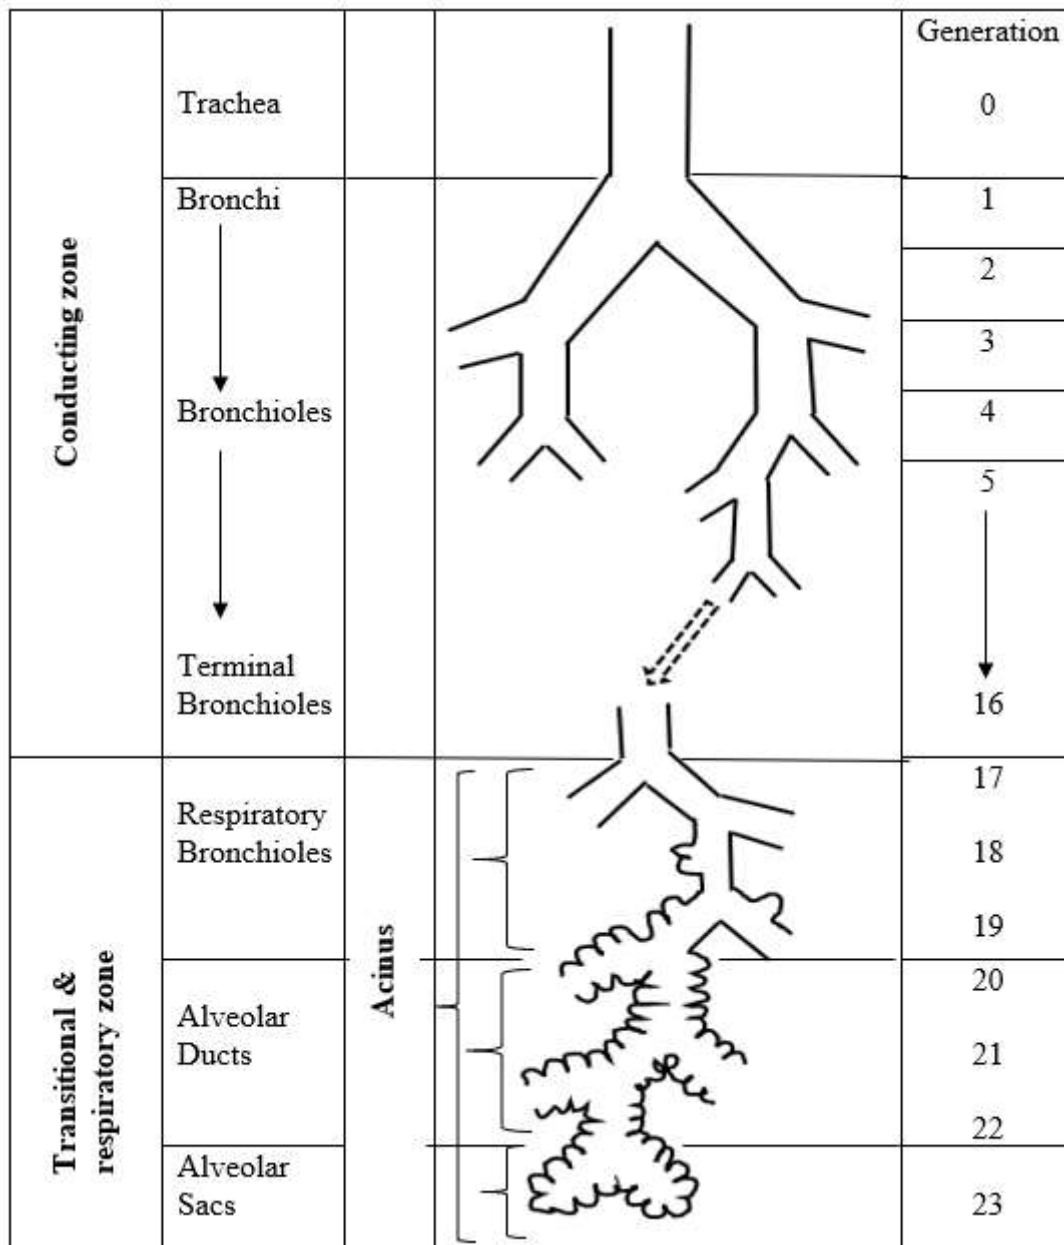 Generation
Trachea
0
Bronchi
1
2
3
Bronchioles
4
5
Terminal
Bronchioles
16
Conducting zone
17
Respiratory
Bronchioles
18
19
Acinus
20
Alveolar
Ducts
21
22
Alveolar
Sacs
23
Transitional &
respiratory zone